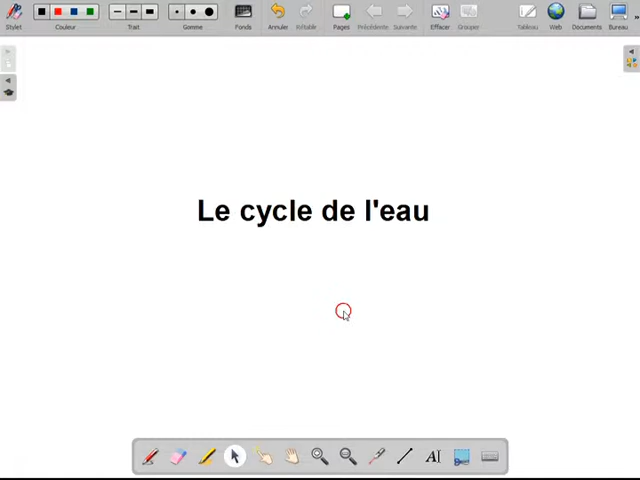 Stylet Couleur Trait Gomme Fonds Annuler Rétablir Pages Précédente Suivante Effacer Grouper Tableau Web Documents Bureau
Le cycle de l'eau